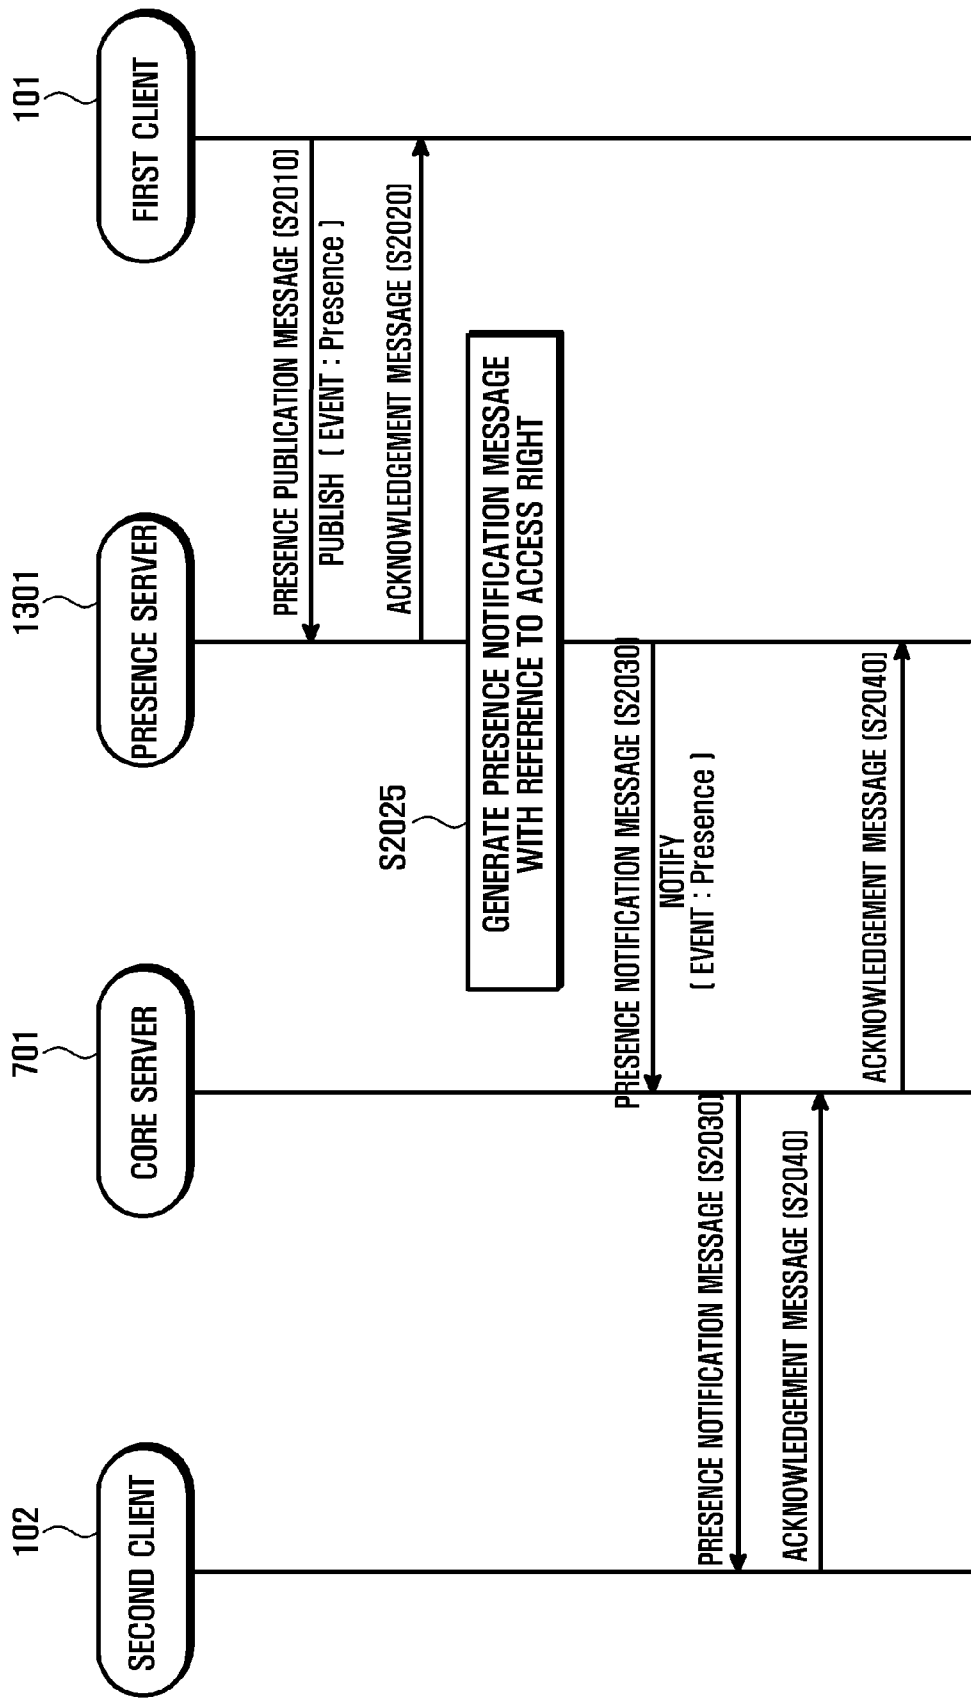 102
701
1301
101
SECOND CLIENT
CORE SERVER
PRESENCE SERVER
FIRST CLIENT
PRESENCE PUBLICATION MESSAGE (S2010)
PUBLISH ( EVENT : Presence )
ACKNOWLEDGEMENT MESSAGE (S2020)
S2025
GENERATE PRESENCE NOTIFICATION MESSAGE
WITH REFERENCE TO ACCESS RIGHT
PRESENCE NOTIFICATION MESSAGE (S2030)
NOTIFY
( EVENT : Presence )
PRESENCE NOTIFICATION MESSAGE (S2030)
ACKNOWLEDGEMENT MESSAGE (S2040)
ACKNOWLEDGEMENT MESSAGE (S2040)